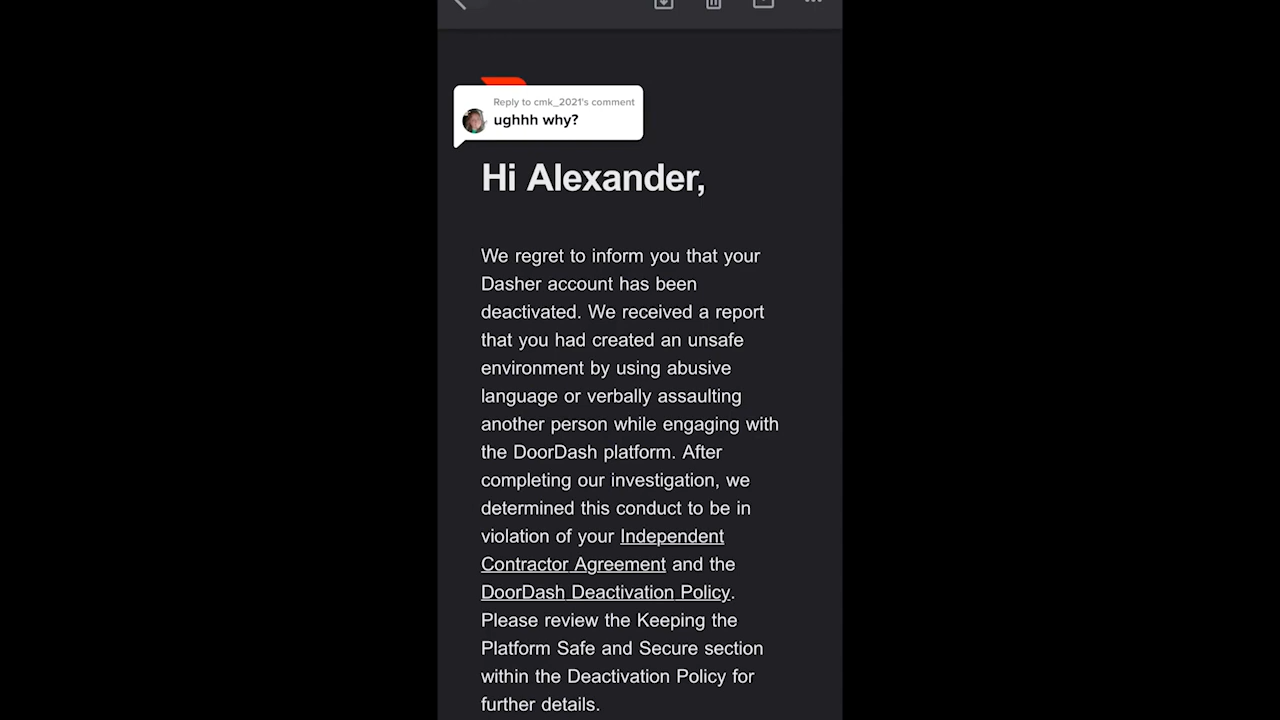 Reply to cmk_2021's comment
ughhh why?
Hi Alexander,
We regret to inform you that your
Dasher account has been
deactivated. We received a report
that you had created an unsafe
environment by using abusive
language or verbally assaulting
another person while engaging with
the DoorDash platform. After
completing our investigation, we
determined this conduct to be in
violation of your Independent
Contractor Agreement and the
DoorDash Deactivation Policy.
Please review the Keeping the
Platform Safe and Secure section
within the Deactivation Policy for
further details.